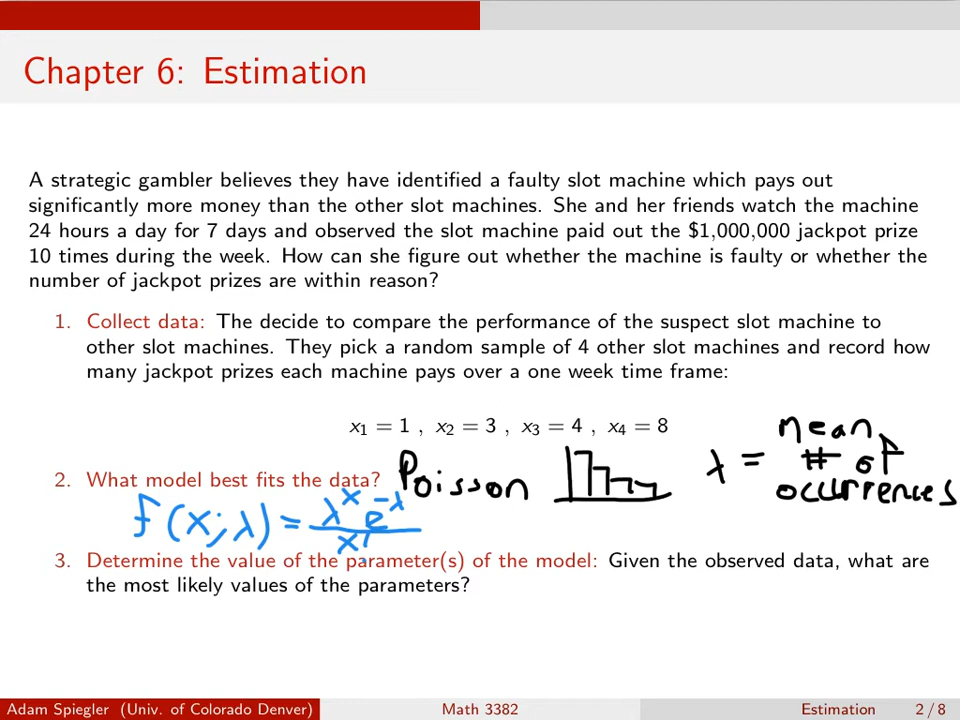 Chapter 6: Estimation
A strategic gambler believes they have identified a faulty slot machine which pays out
significantly more money than the other slot machines. She and her friends watch the machine
24 hours a day for 7 days and observed the slot machine paid out the $1,000,000 jackpot prize
10 times during the week. How can she figure out whether the machine is faulty or whether the
number of jackpot prizes are within reason?
1. Collect data: The decide to compare the performance of the suspect slot machine to
other slot machines. They pick a random sample of 4 other slot machines and record how
many jackpot prizes each machine pays over a one week time frame:
x₁ = 1 , x₂ = 3 , x₃ = 4 , x₄ = 8
2. What model best fits the data? Poisson λ = mean # of ocurrences
f(x; λ) = λ^x e^-λ / x!
3. Determine the value of the parameter(s) of the model: Given the observed data, what are
the most likely values of the parameters?
Adam Spiegler (Univ. of Colorado Denver) Math 3382 Estimation 2 / 8